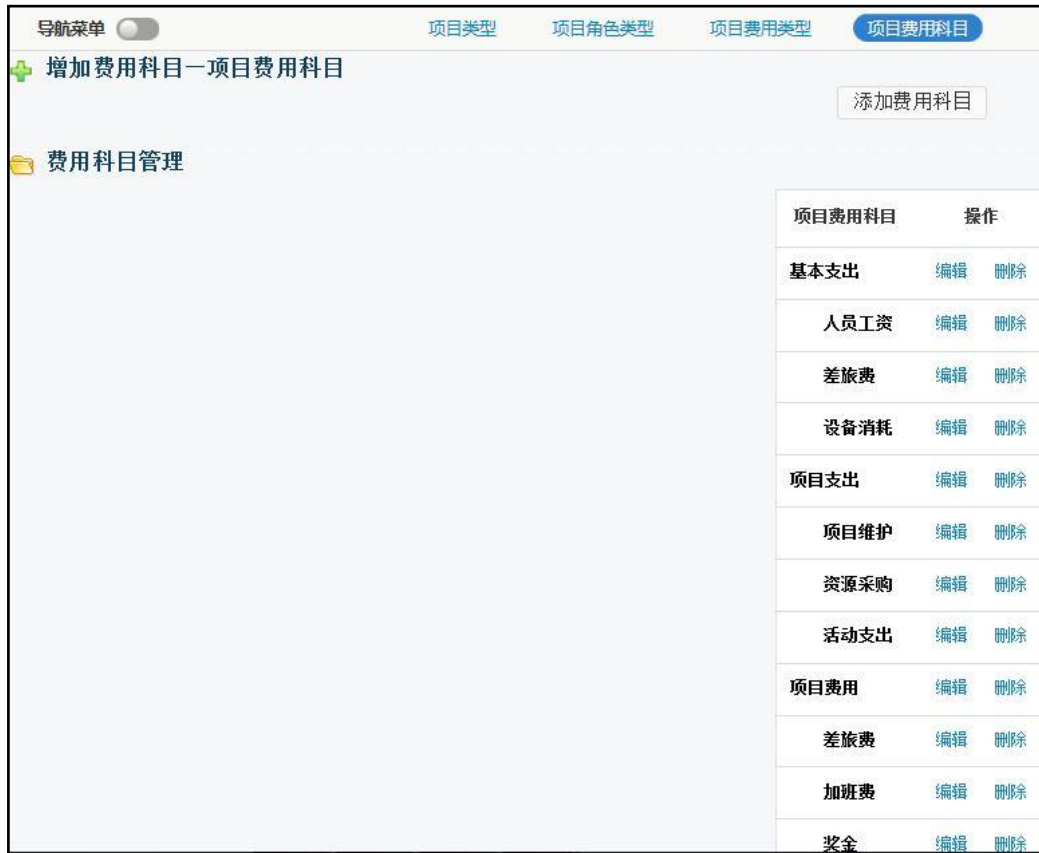 导航菜单 项目类型 项目角色类型 项目费用类型 项目费用科目
增加费用科目—项目费用科目
添加费用科目
费用科目管理
项目费用科目 操作
基本支出 编辑 删除
人员工资 编辑 删除
差旅费 编辑 删除
设备消耗 编辑 删除
项目支出 编辑 删除
项目维护 编辑 删除
资源采购 编辑 删除
活动支出 编辑 删除
项目费用 编辑 删除
差旅费 编辑 删除
加班费 编辑 删除
奖金 编辑 删除